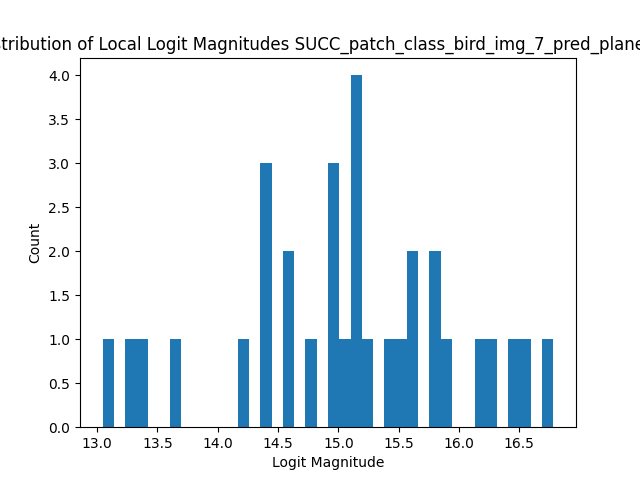 tribution of Local Logit Magnitudes SUCC_patch_class_bird_img_7_pred_plane
4.0
3.5
3.0
2.5
2.0
1.5
1.0
0.5
0.0
Count
13.0 13.5 14.0 14.5 15.0 15.5 16.0 16.5
Logit Magnitude